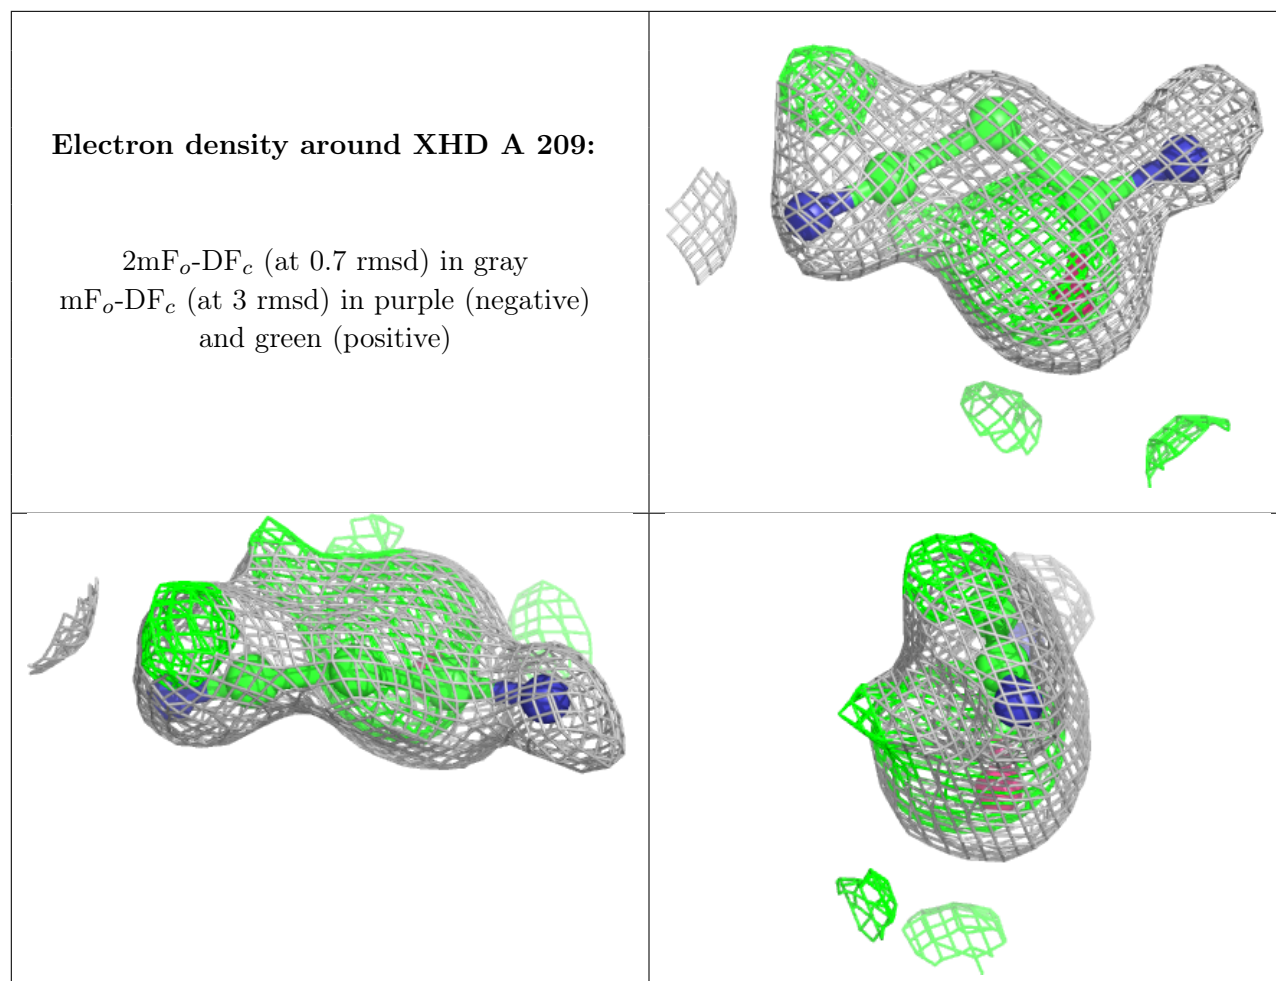 Electron density around XHD A 209:
2mFo-DFc (at 0.7 rmsd) in gray
mFo-DFc (at 3 rmsd) in purple (negative)
and green (positive)